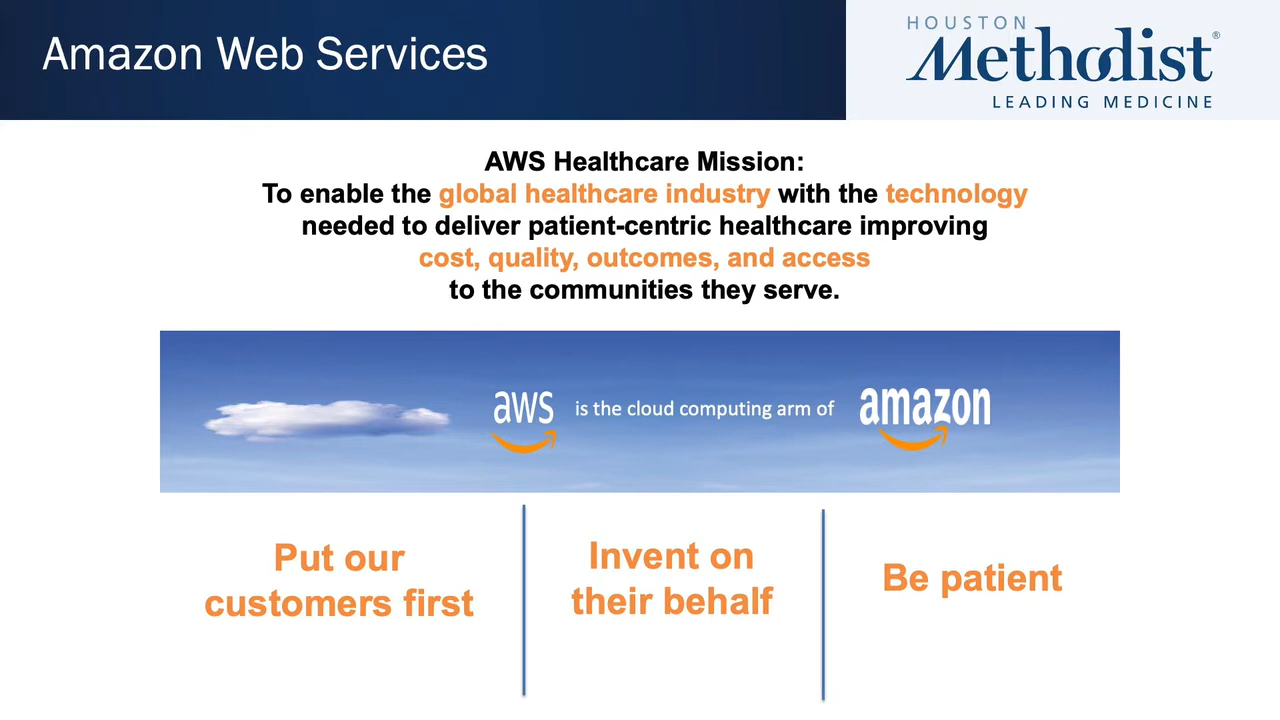 Amazon Web Services
HOUSTON
Methodist®
LEADING MEDICINE
AWS Healthcare Mission:
To enable the global healthcare industry with the technology
needed to deliver patient-centric healthcare improving
cost, quality, outcomes, and access
to the communities they serve.
aws is the cloud computing arm of amazon
Put our
customers first
Invent on
their behalf
Be patient